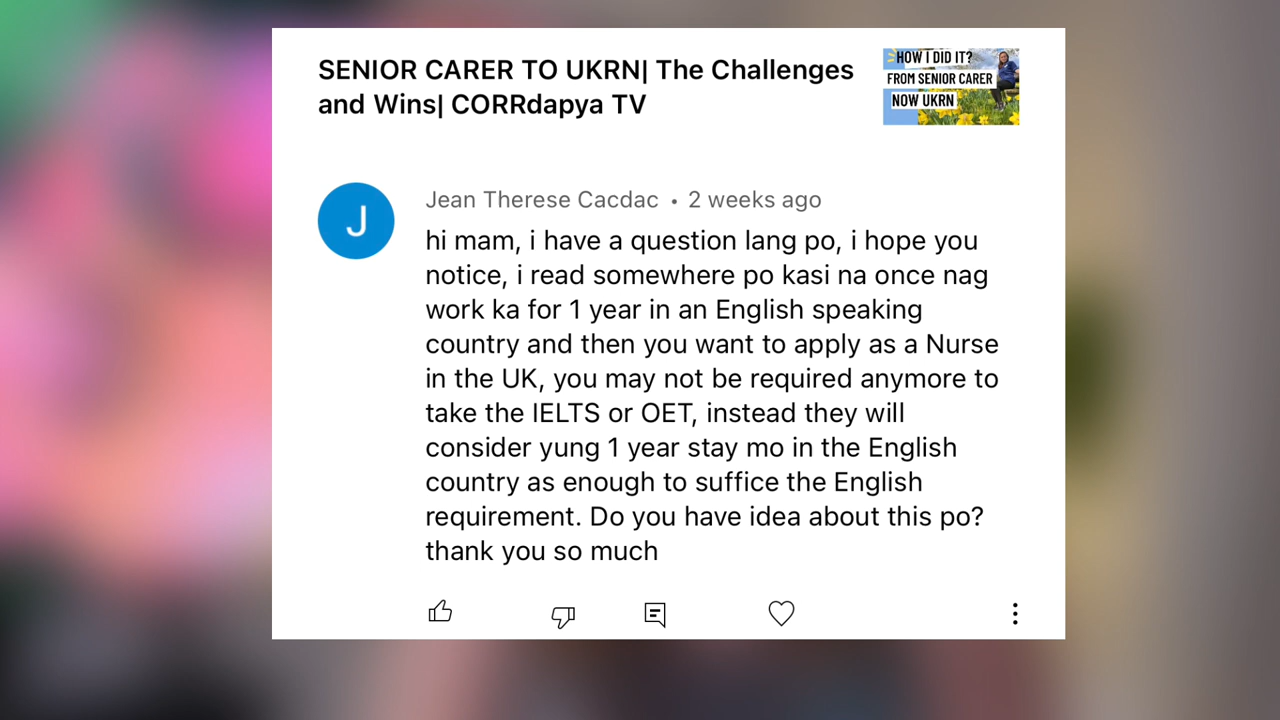 SENIOR CARER TO UKRN| The Challenges
and Wins| CORRdapya TV
HOW I DID IT?
FROM SENIOR CARER
NOW UKRN
J
Jean Therese Cacdac • 2 weeks ago
hi mam, i have a question lang po, i hope you
notice, i read somewhere po kasi na once nag
work ka for 1 year in an English speaking
country and then you want to apply as a Nurse
in the UK, you may not be required anymore to
take the IELTS or OET, instead they will
consider yung 1 year stay mo in the English
country as enough to suffice the English
requirement. Do you have idea about this po?
thank you so much